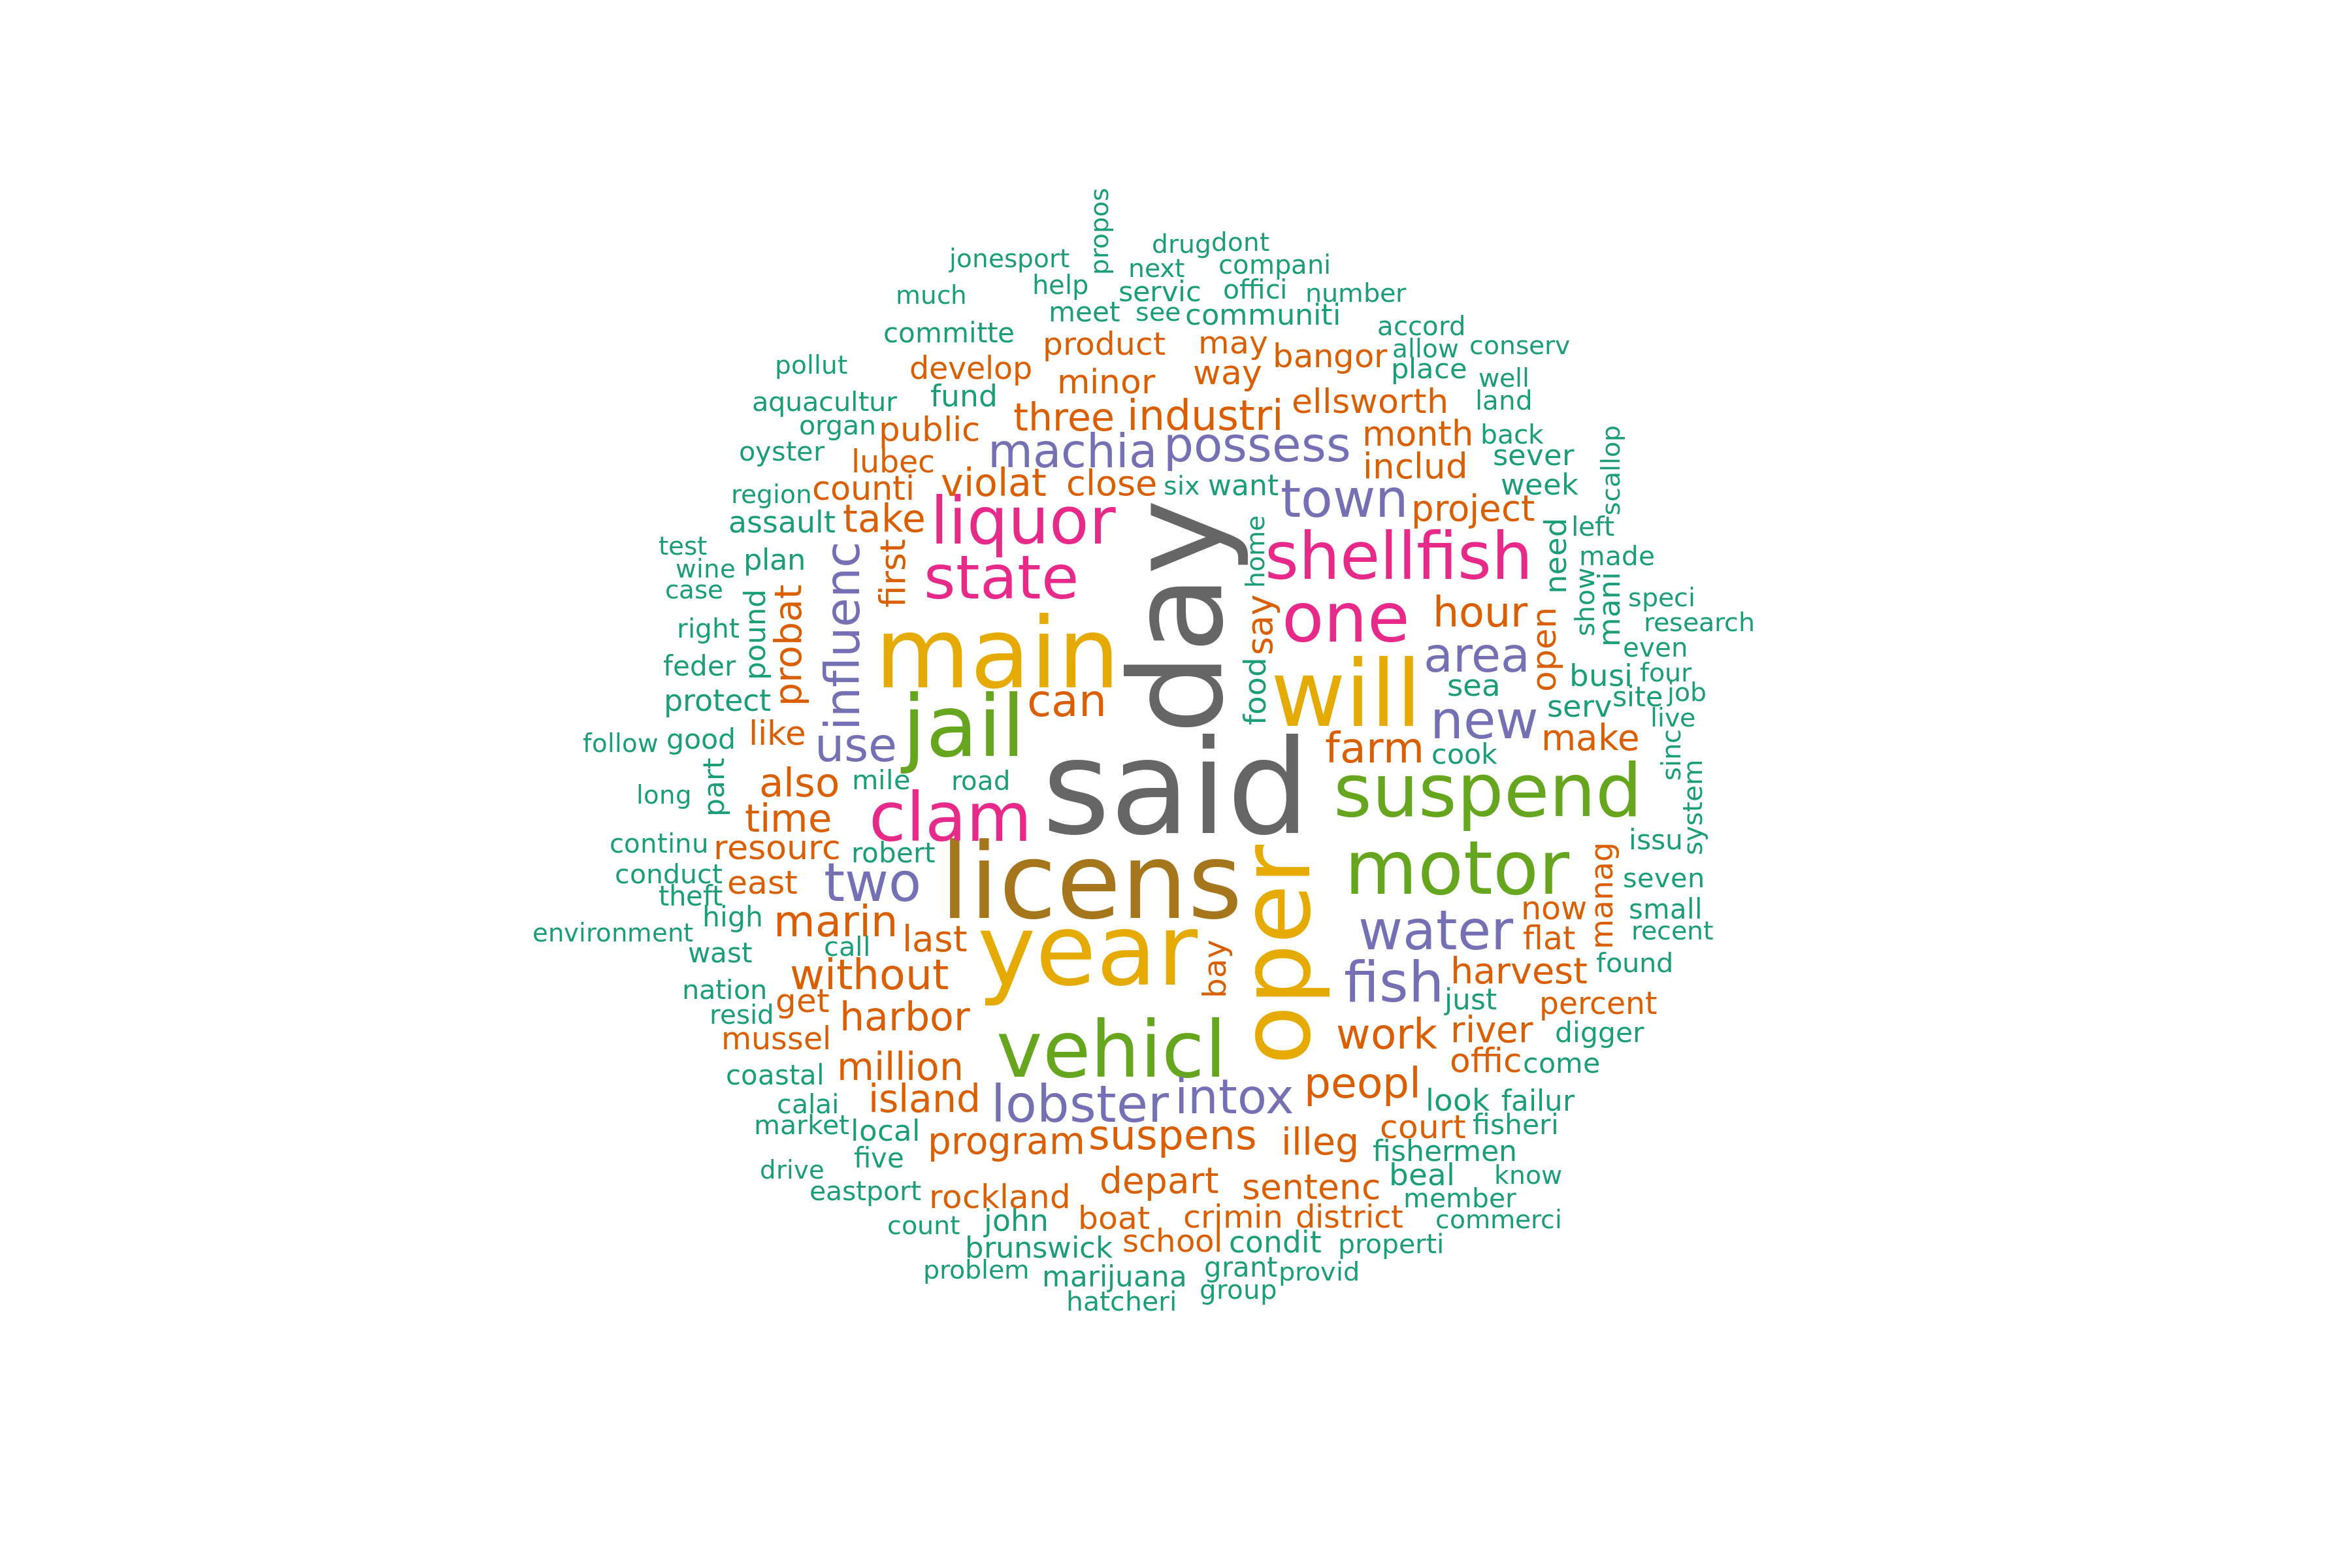 propos
drug dont
jonesport
next compani
help
servic offici
much number
meet see communiti
accord
committe
product may
allow conserv
bangor
pollut
develop
way place
minor well
aquacultur fund
three industri ellsworth land
organ public
machia possess month back
oyster lubec
includ sever
scallop
region counti violat close six want town week
project
assault take liquor
left
day
home
shellfish
need
test plan
influenc
first
state
made
wine
case
pound
probat
show
mani
speci
right main
say
one hour
open
research
area even
feder
food
will sea busi four
protect can
serv site job
jail new live
follow good like use
farm cook make
sinc
long
part
also mile road said suspend
system
time clam
continu resourc robert
licens
oper
motor
manag
issu
conduct east two seven
theft
high marin now small
environment wast call last year
bay
water flat recent
without fish harvest found
nation get just percent
resid harbor
mussel vehicl work river digger
million offic come
coastal
calai island lobster intox peopl look failur
market local program suspens illeg court fisheri
five fishermen
drive
eastport depart sentenc beal know
rockland member
count john boat crimin district commerci
brunswick school condit properti
problem marijuana grant provid
hatcheri group